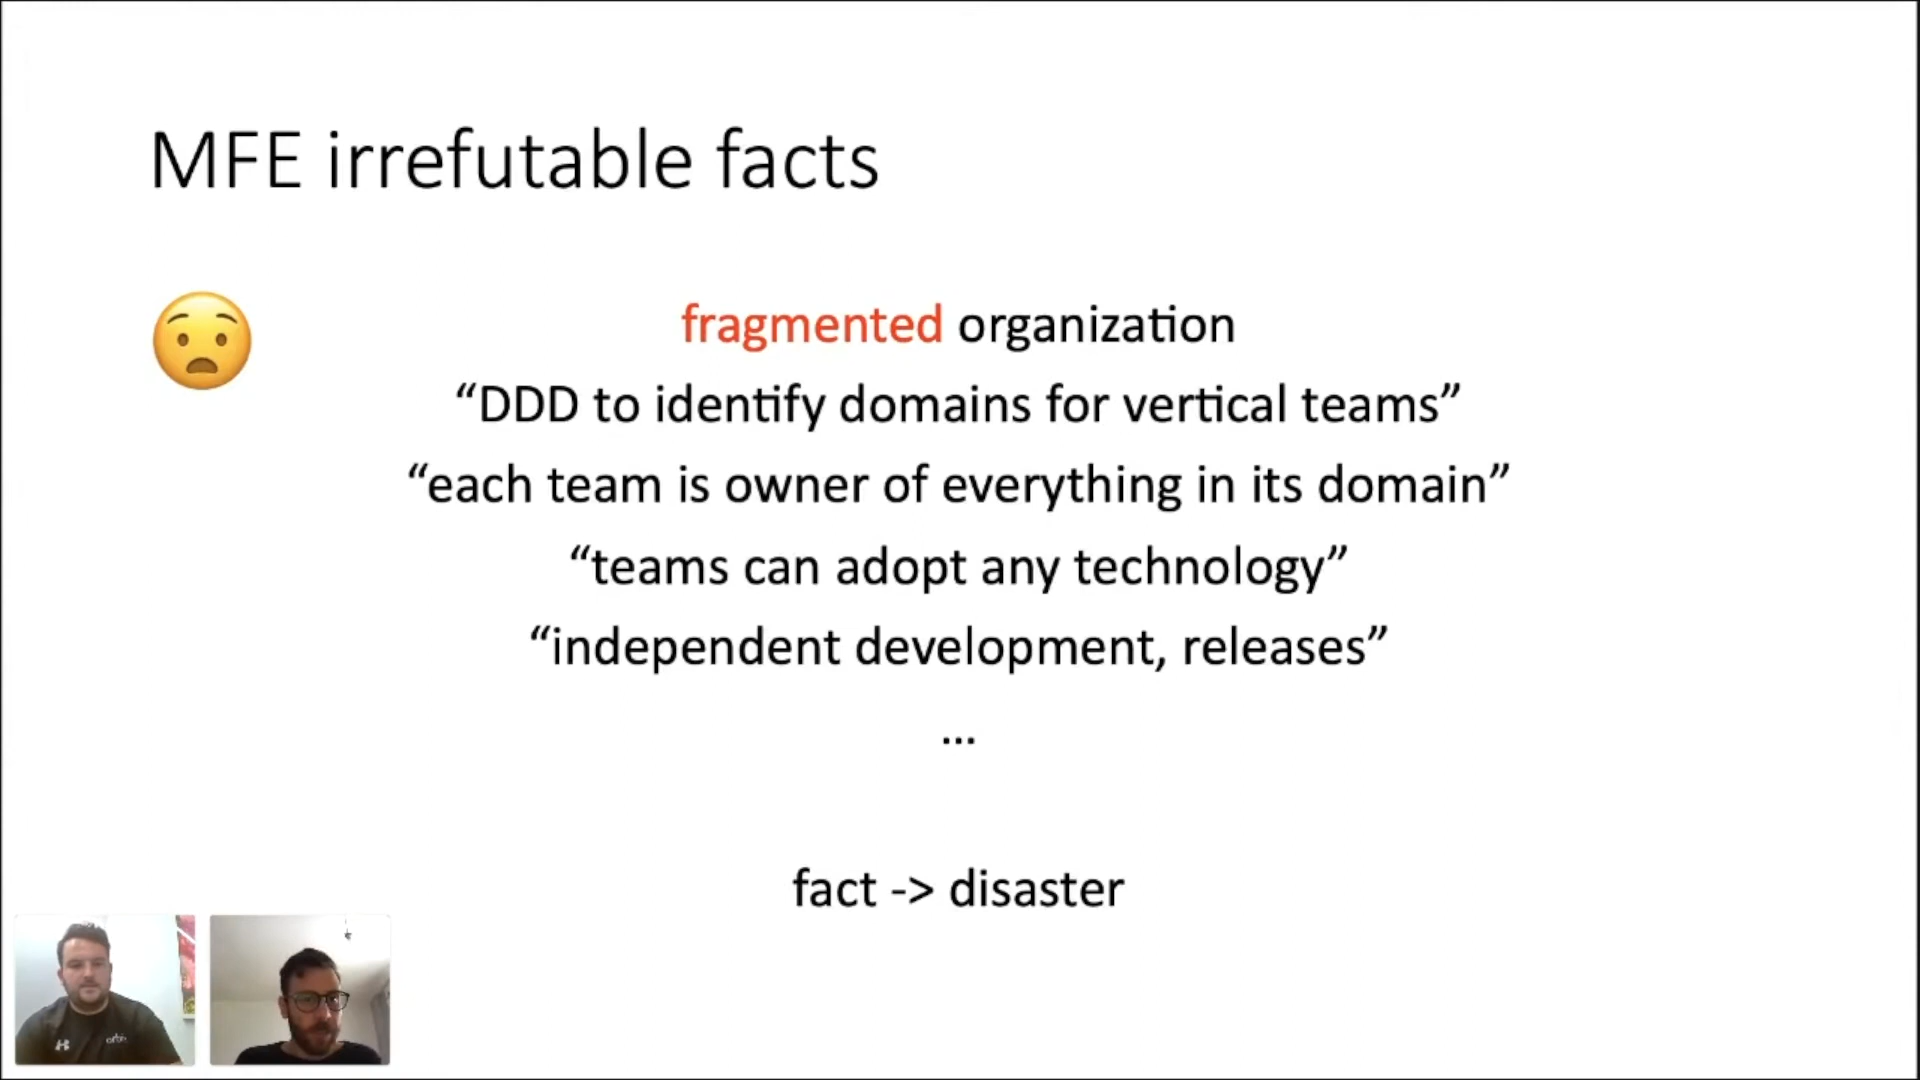 MFE irrefutable facts
fragmented organization
“DDD to identify domains for vertical teams”
“each team is owner of everything in its domain”
“teams can adopt any technology”
“independent development, releases”
...
fact -> disaster